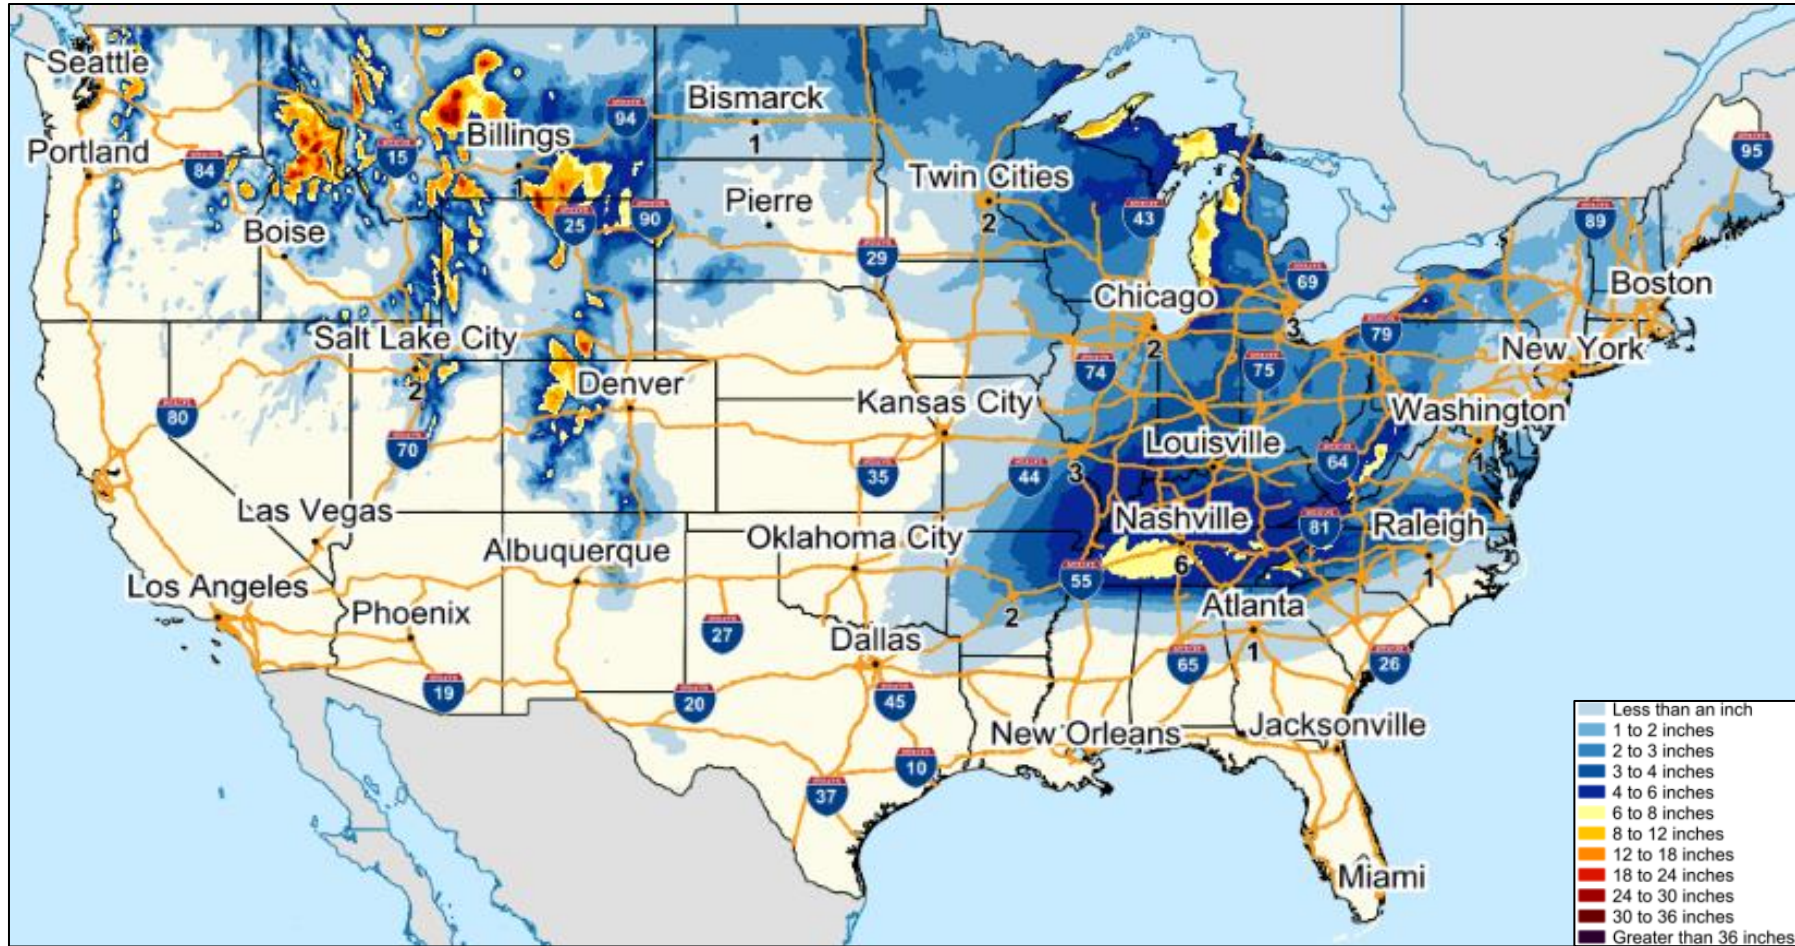 Seattle
Bismarck
94
95
Billings
1
Portland
15
84
1
Twin Cities
Pierre
43
89
25
90
2
Boise
29
69
Boston
Chicago
3
79
Salt Lake City
New York
2
74
75
Denver
2
Kansas City
Washington
80
70
Louisville
64
1
35
44
3
Las Vegas
Nashville
81
Raleigh
Oklahoma City
Albuquerque
6
55
1
Los Angeles
Phoenix
2
Atlanta
27
Dallas
1
65
26
19
20
45
New Orleans
Jacksonville
10
37
Miami
Less than an inch
1 to 2 inches
2 to 3 inches
3 to 4 inches
4 to 6 inches
6 to 8 inches
8 to 12 inches
12 to 18 inches
18 to 24 inches
24 to 30 inches
30 to 36 inches
Greater than 36 inches